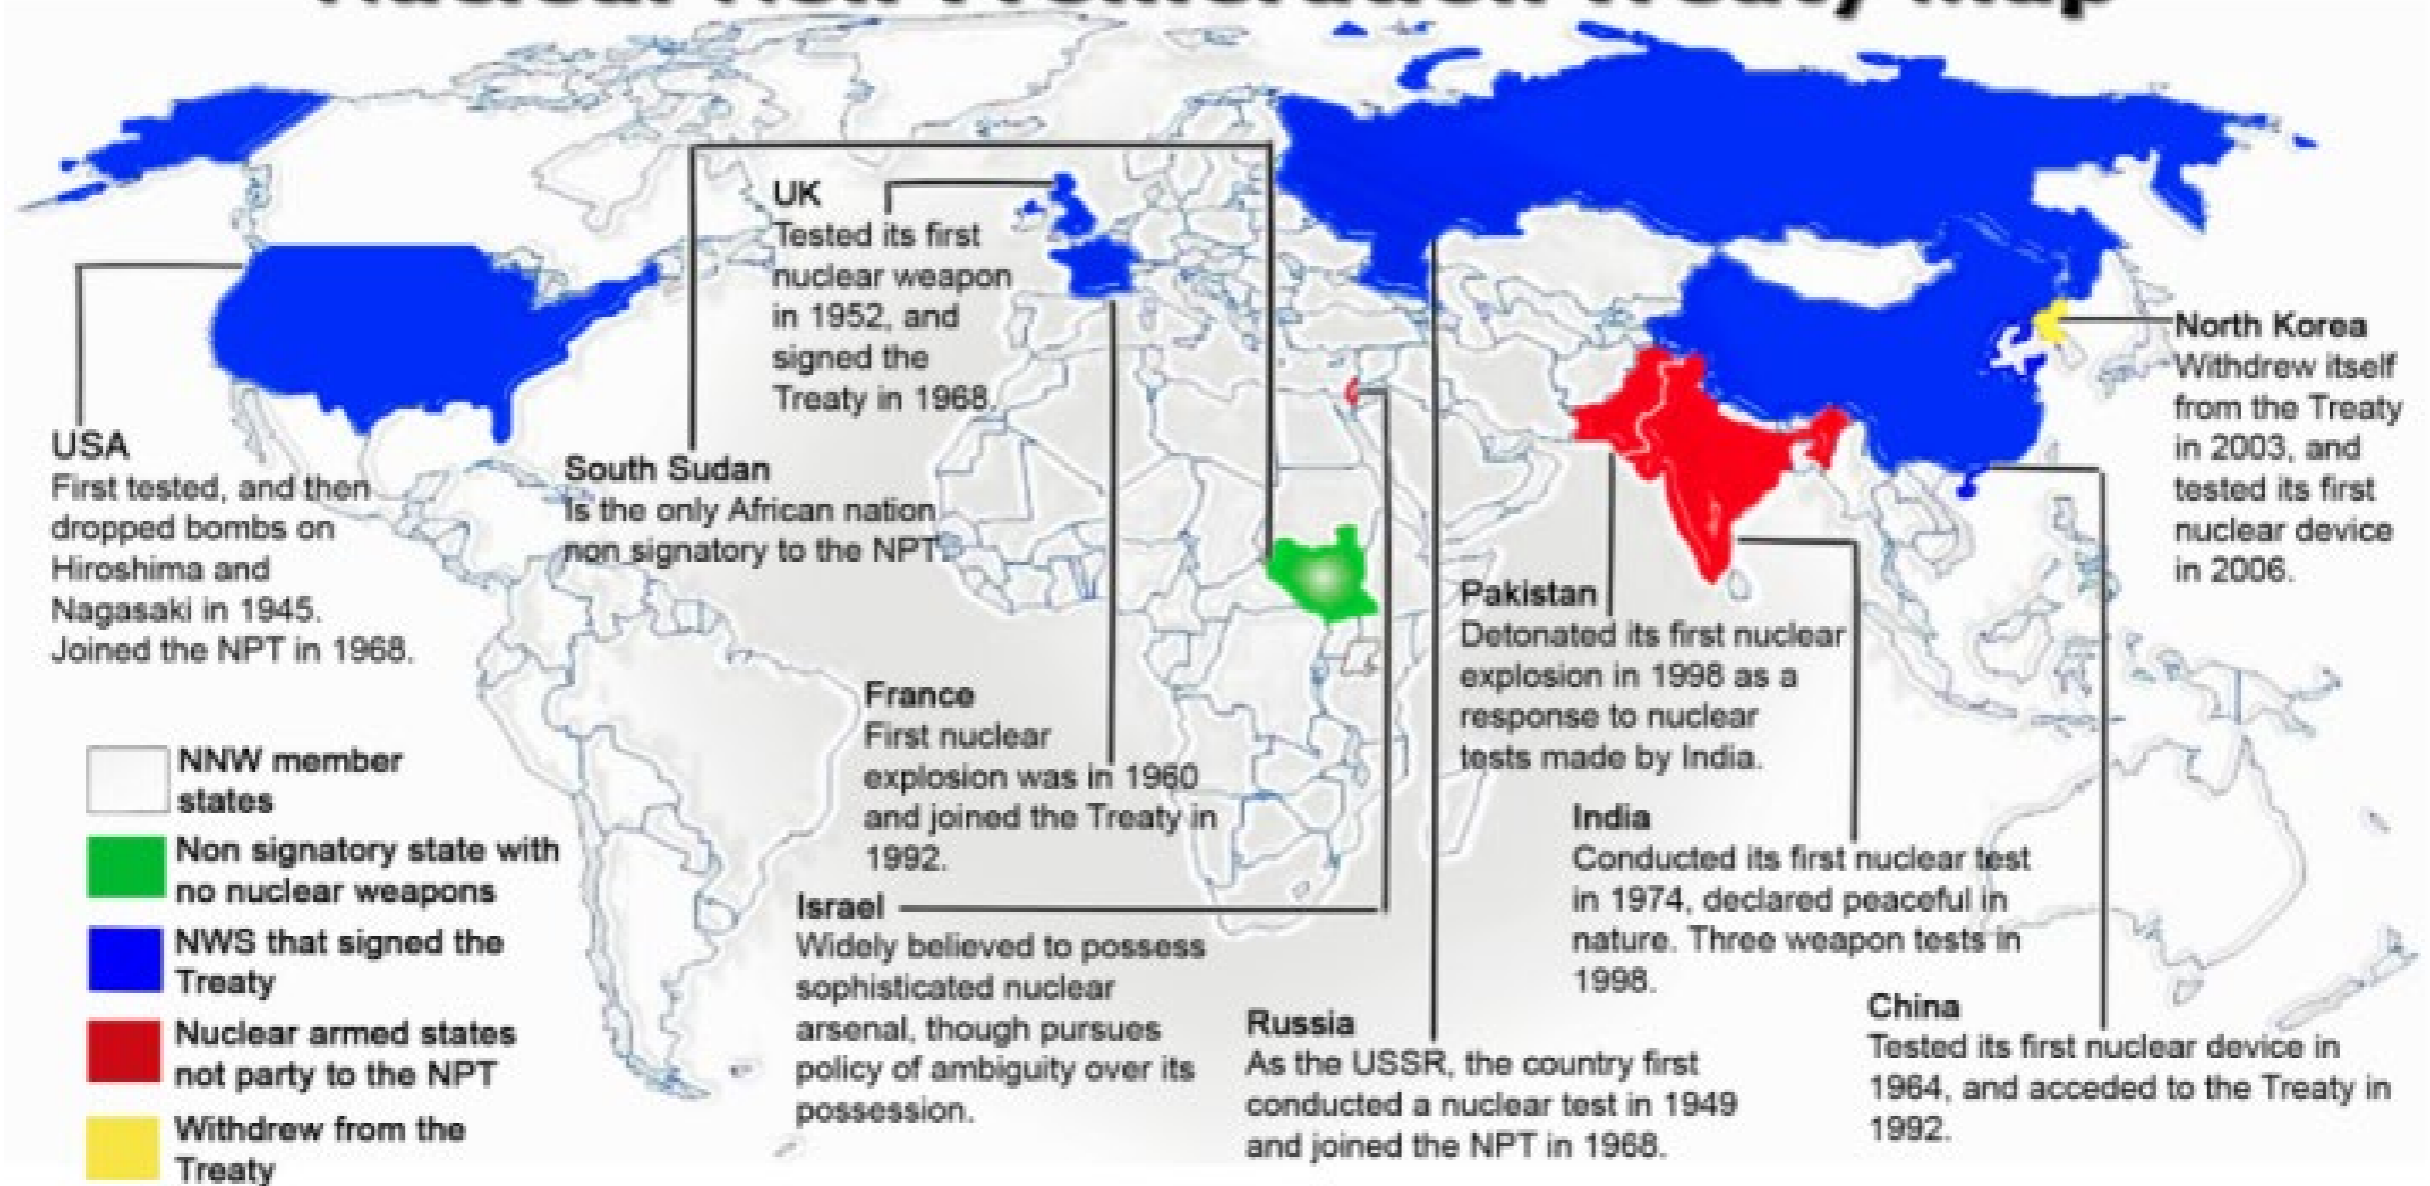 Nuclear Non Proliferation Treaty Map
UK
Tested its first
nuclear weapon
in 1952, and
signed the
Treaty in 1968.
North Korea
Withdrew itself
from the Treaty
in 2003, and
tested its first
nuclear device
in 2006.
USA
First tested, and then
dropped bombs on
Hiroshima and
Nagasaki in 1945.
Joined the NPT in 1968.
South Sudan
Is the only African nation
non signatory to the NPT.
Pakistan
Detonated its first nuclear
explosion in 1998 as a
response to nuclear
tests made by India.
France
First nuclear
explosion was in 1960
and joined the Treaty in
1992.
India
Conducted its first nuclear test
in 1974, declared peaceful in
nature. Three weapon tests in
1998.
Israel
Widely believed to possess
sophisticated nuclear
arsenal, though pursues
policy of ambiguity over its
possession.
Russia
As the USSR, the country first
conducted a nuclear test in 1949
and joined the NPT in 1968.
China
Tested its first nuclear device in
1964, and acceded to the Treaty in
1992.
NNW member
states
Non signatory state with
no nuclear weapons
NWS that signed the
Treaty
Nuclear armed states
not party to the NPT
Withdrew from the
Treaty